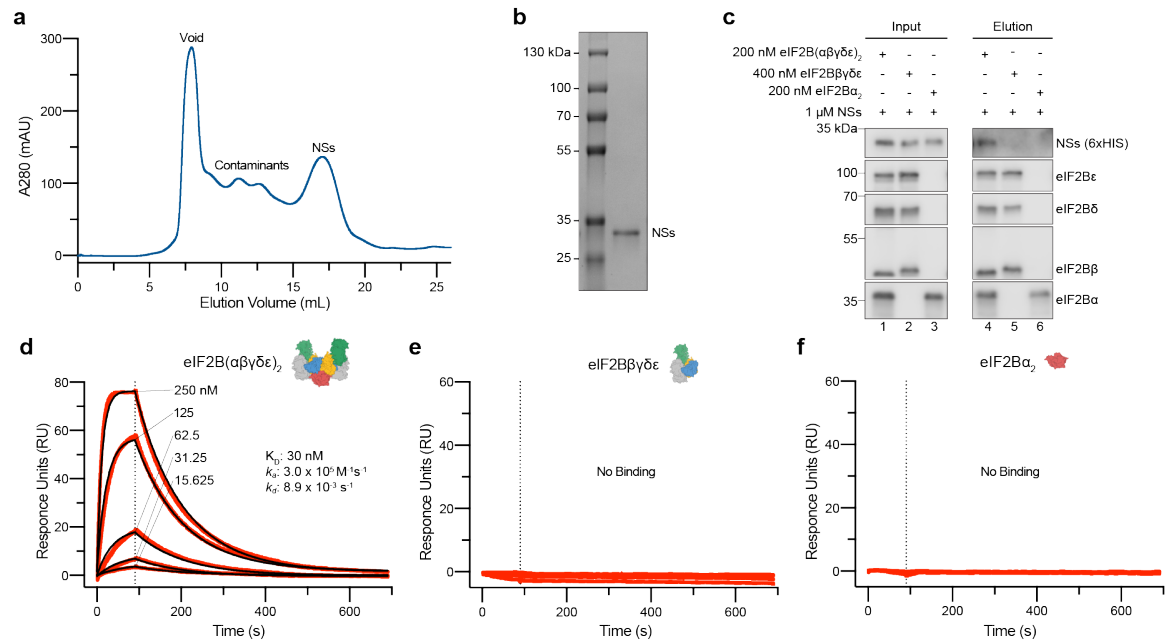 a
Void
Contaminants
NSs
A280 (mAU)
300
200
100
0
0 5 10 15 20 25
Elution Volume (mL)
b
130 kDa
100
70
55
35
25
NSs
c
Input Elution
200 nM eIF2B(αβγδε)₂ + - - + - -
400 nM eIF2Bβγδε - + - - + -
200 nM eIF2Bα₂ - - + - - +
1 µM NSs + + + + + +
35 kDa
NSs (6xHIS)
100
eIF2Bε
70
eIF2Bδ
55
eIF2Bβ
35
eIF2Bα
1 2 3 4 5 6
d
eIF2B(αβγδε)₂
Responce Units (RU)
80
60
40
20
0
250 nM
125
62.5
31.25
15.625
K_D: 30 nM
kₐ: 3.0 x 10⁵ M⁻¹s⁻¹
k_d: 8.9 x 10⁻³ s⁻¹
0 200 400 600
Time (s)
e
eIF2Bβγδε
Responce Units (RU)
60
40
20
0
No Binding
0 200 400 600
Time (s)
f
eIF2Bα₂
Responce Units (RU)
60
40
20
0
No Binding
0 200 400 600
Time (s)